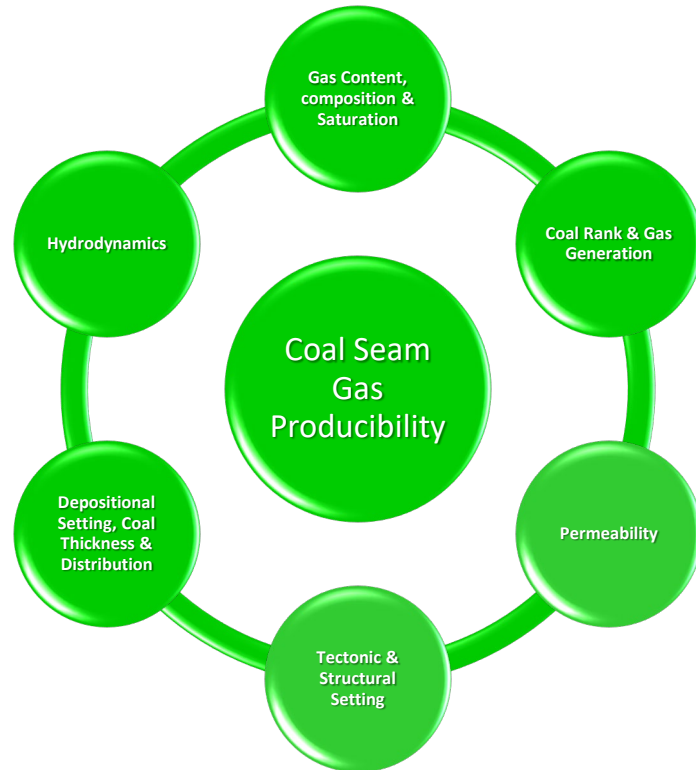 Gas Content,
composition &
Saturation
Coal Rank & Gas
Generation
Permeability
Tectonic &
Structural
Setting
Depositional
Setting, Coal
Thickness &
Distribution
Hydrodynamics
Coal Seam
Gas
Producibility